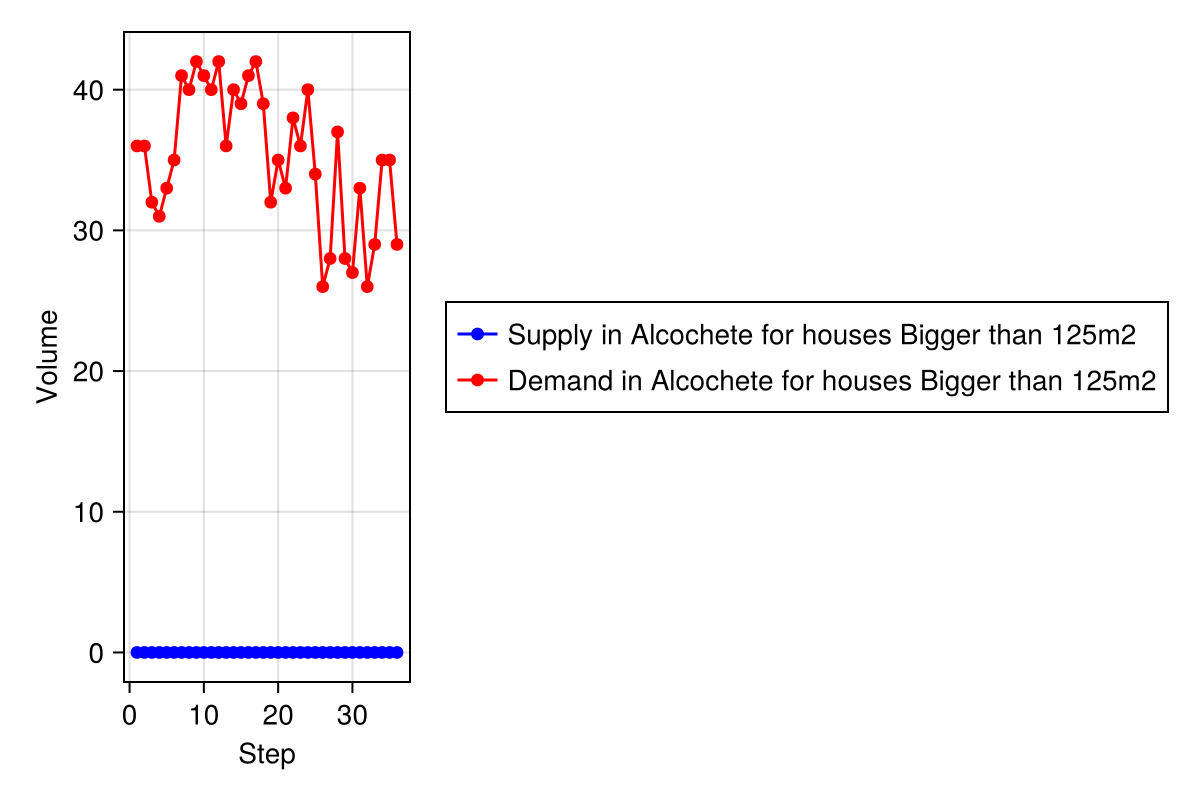 40
30
20
10
0
Volume
0 10 20 30
Step
Supply in Alcochete for houses Bigger than 125m2
Demand in Alcochete for houses Bigger than 125m2